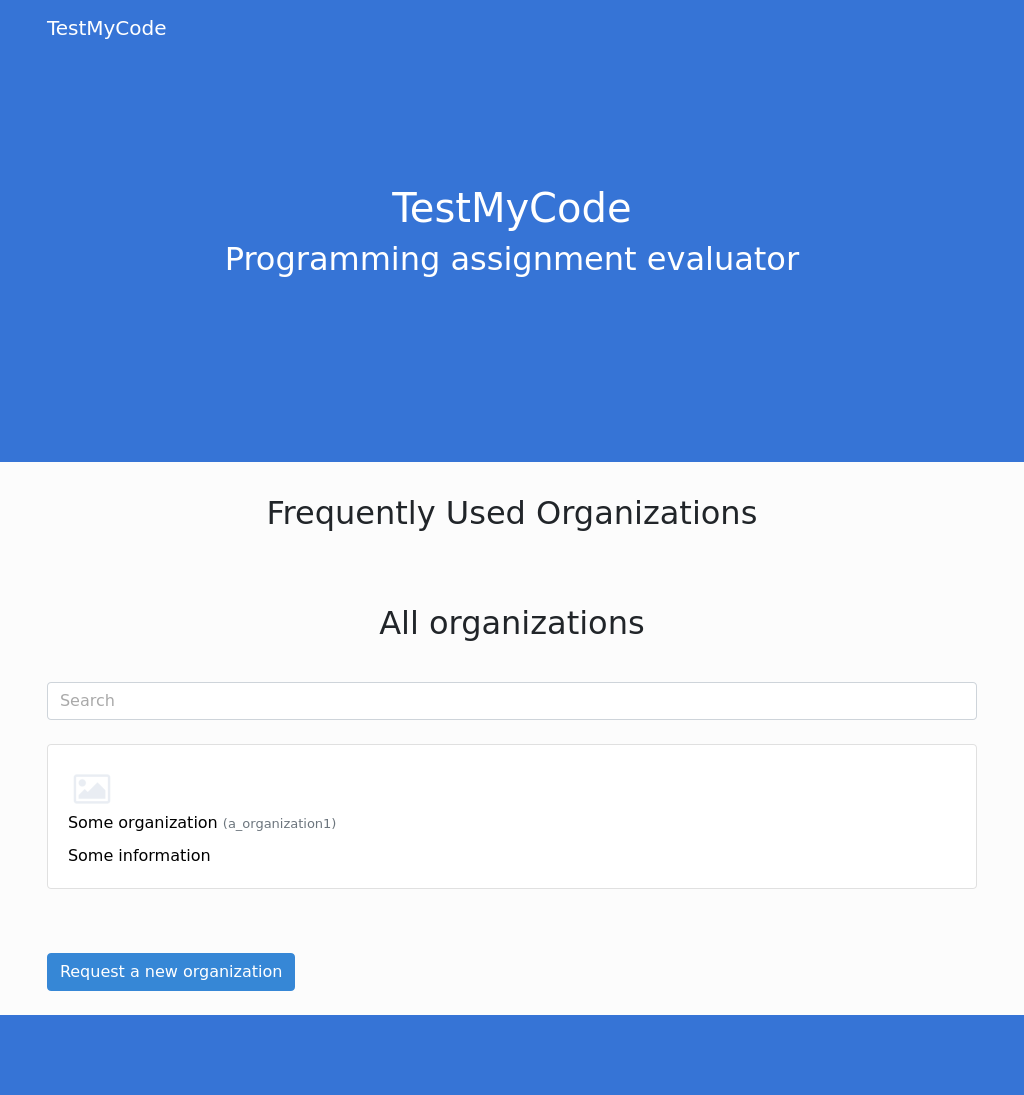 TestMyCode
TestMyCode
Programming assignment evaluator
Frequently Used Organizations
All organizations
Search
Some organization (a_organization1)
Some information
Request a new organization